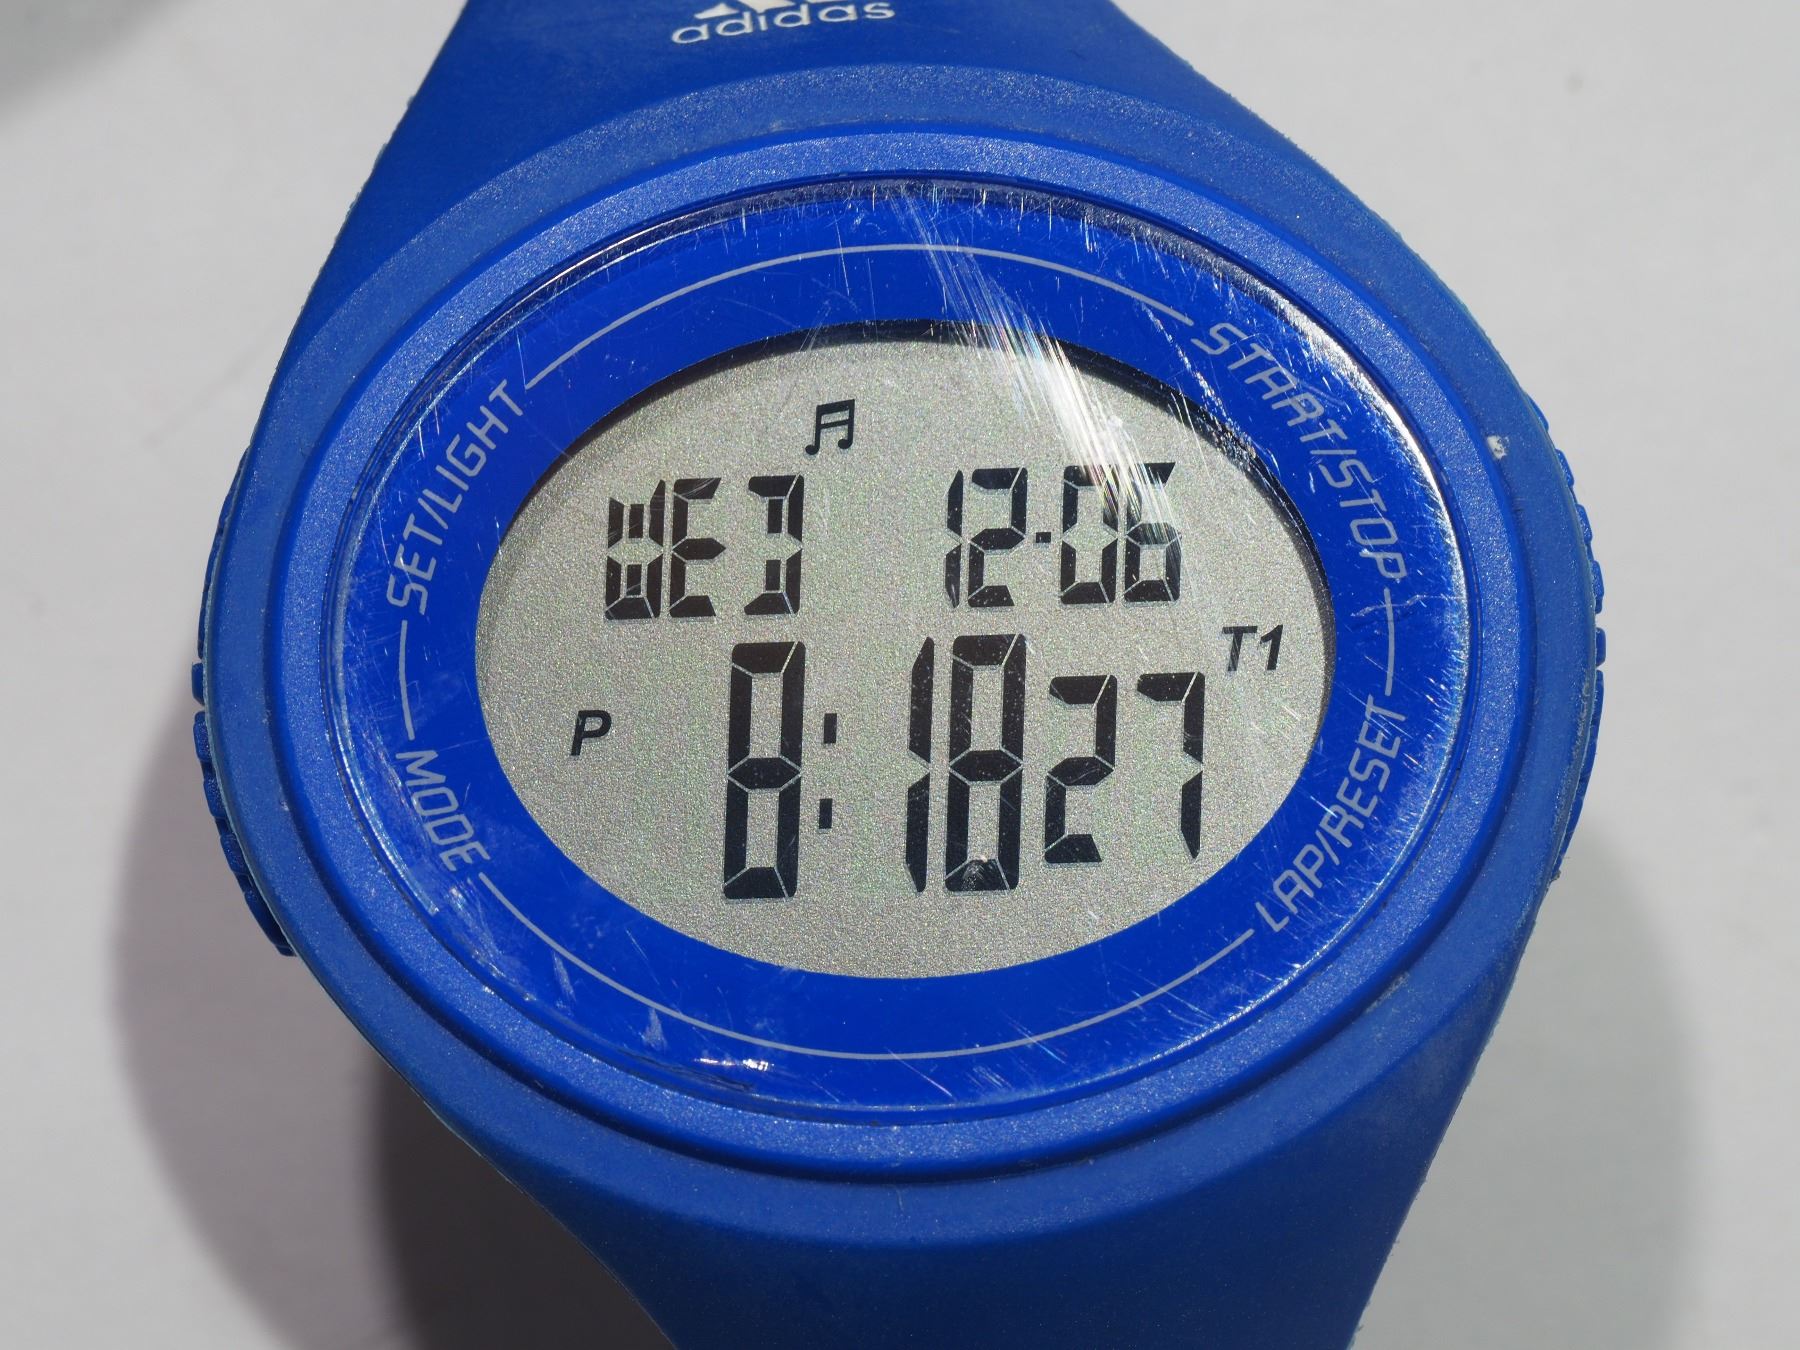 adidas
SET/LIGHT
START/STOP
WED 12-06
T1
P 8:18 27
MODE
LAP/RESET